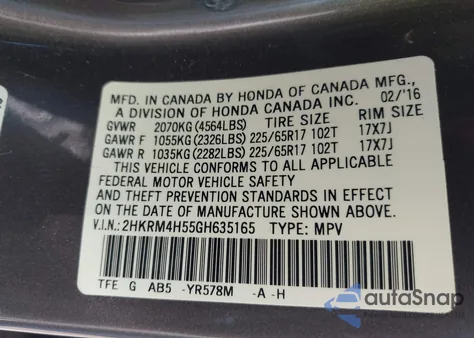 MFD. IN CANADA BY HONDA OF CANADA MFG.,
A DIVISION OF HONDA CANADA INC. 02/'16
GVWR 2070KG(4564LBS) TIRE SIZE RIM SIZE
GAWR F 1055KG(2326LBS) 225/65R17 102T 17X7J
GAWR R 1035KG(2282LBS) 225/65R17 102T 17X7J
THIS VEHICLE CONFORMS TO ALL APPLICABLE
FEDERAL MOTOR VEHICLE SAFETY
AND THEFT PREVENTION STANDARDS IN EFFECT
ON THE DATE OF MANUFACTURE SHOWN ABOVE.
V.I.N.: 2HKRM4H55GH635165 TYPE: MPV
TFE G AB5 -YR578M -A -H
autaSnap